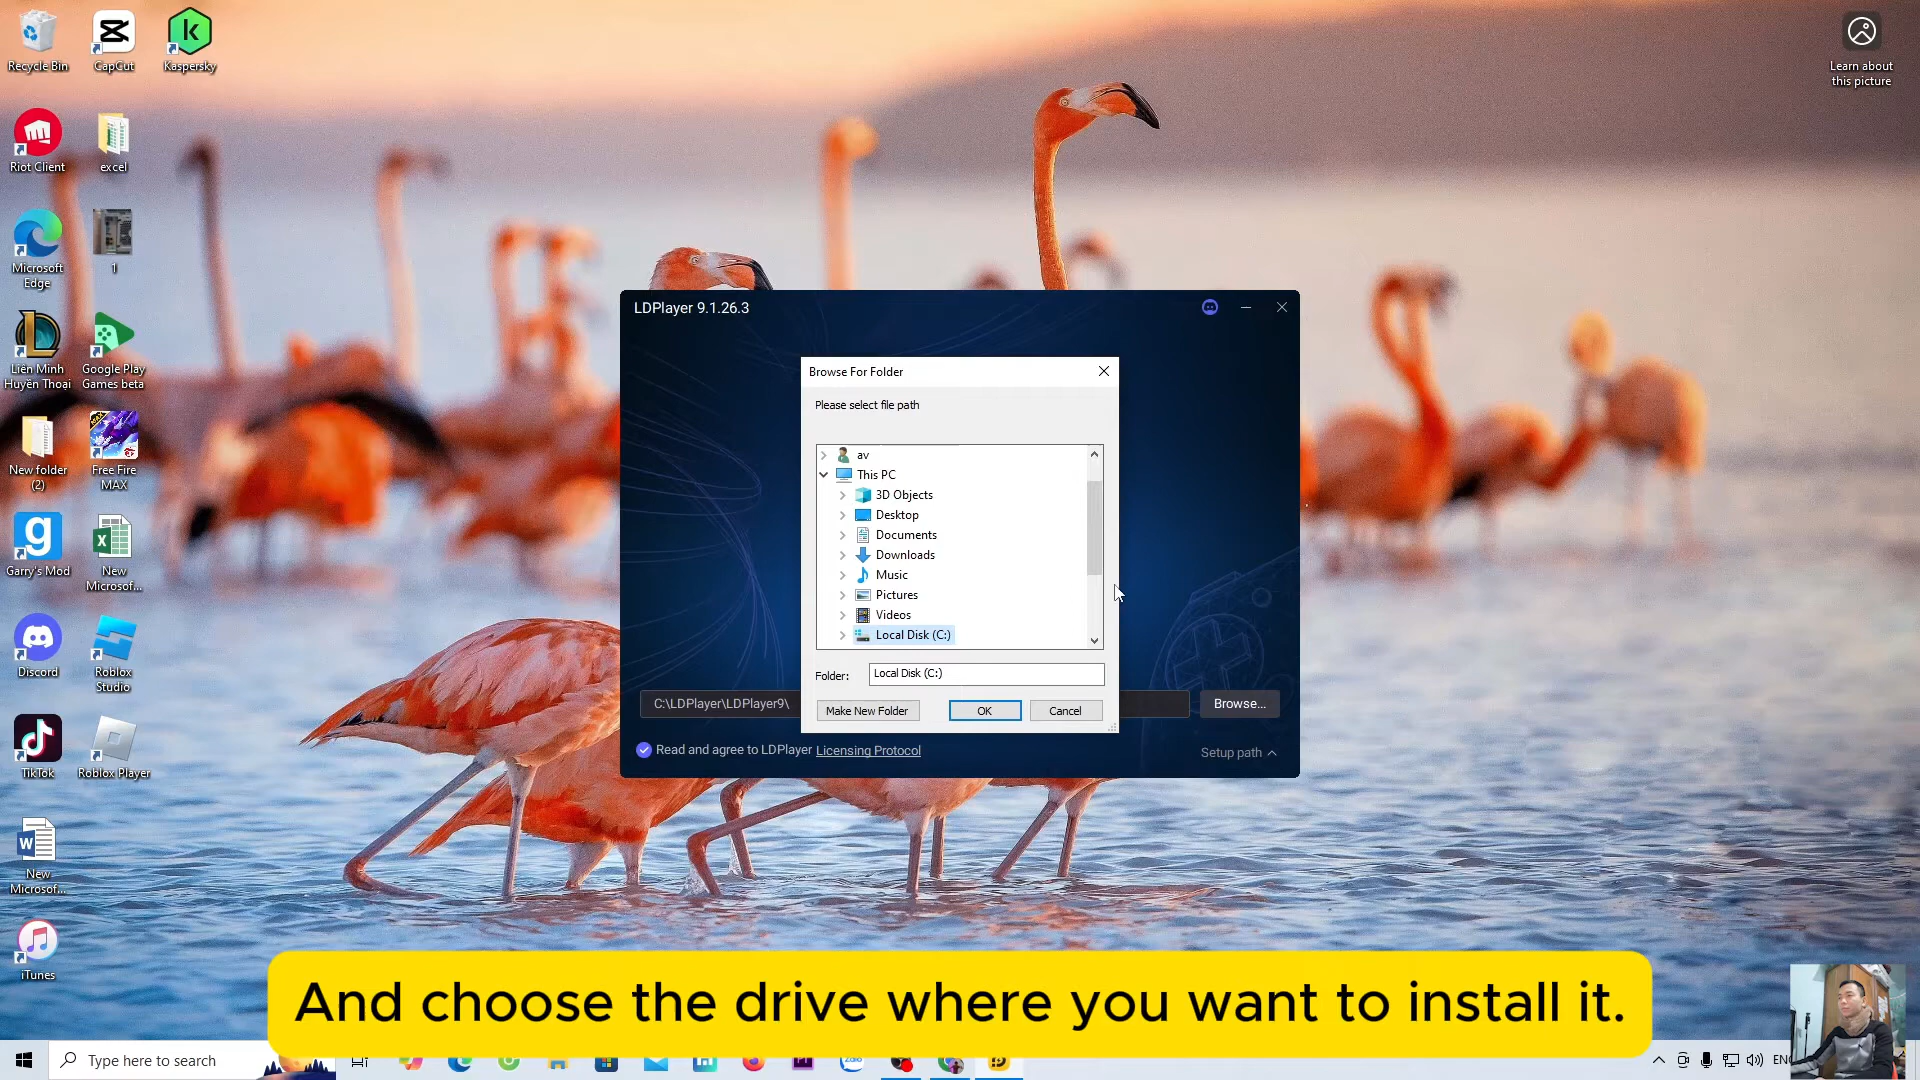 Recycle Bin
CapCut
Kaspersky
Learn about
this picture
Riot Client
excel
Microsoft
Edge
1
Liên Minh
Huyền Thoại
Google Play
Games beta
New folder
(2)
Free Fire
MAX
Garry's Mod
New
Microsof...
Discord
Roblox
Studio
TikTok
Roblox Player
New
Microsof...
iTunes
LDPlayer 9.1.26.3
Browse For Folder
Please select file path
av
This PC
3D Objects
Desktop
Documents
Downloads
Music
Pictures
Videos
Local Disk (C:)
Folder:
Local Disk (C:)
Make New Folder
OK
Cancel
C:\LDPlayer\LDPlayer9\
Browse...
Read and agree to LDPlayer Licensing Protocol
Setup path
And choose the drive where you want to install it.
Type here to search